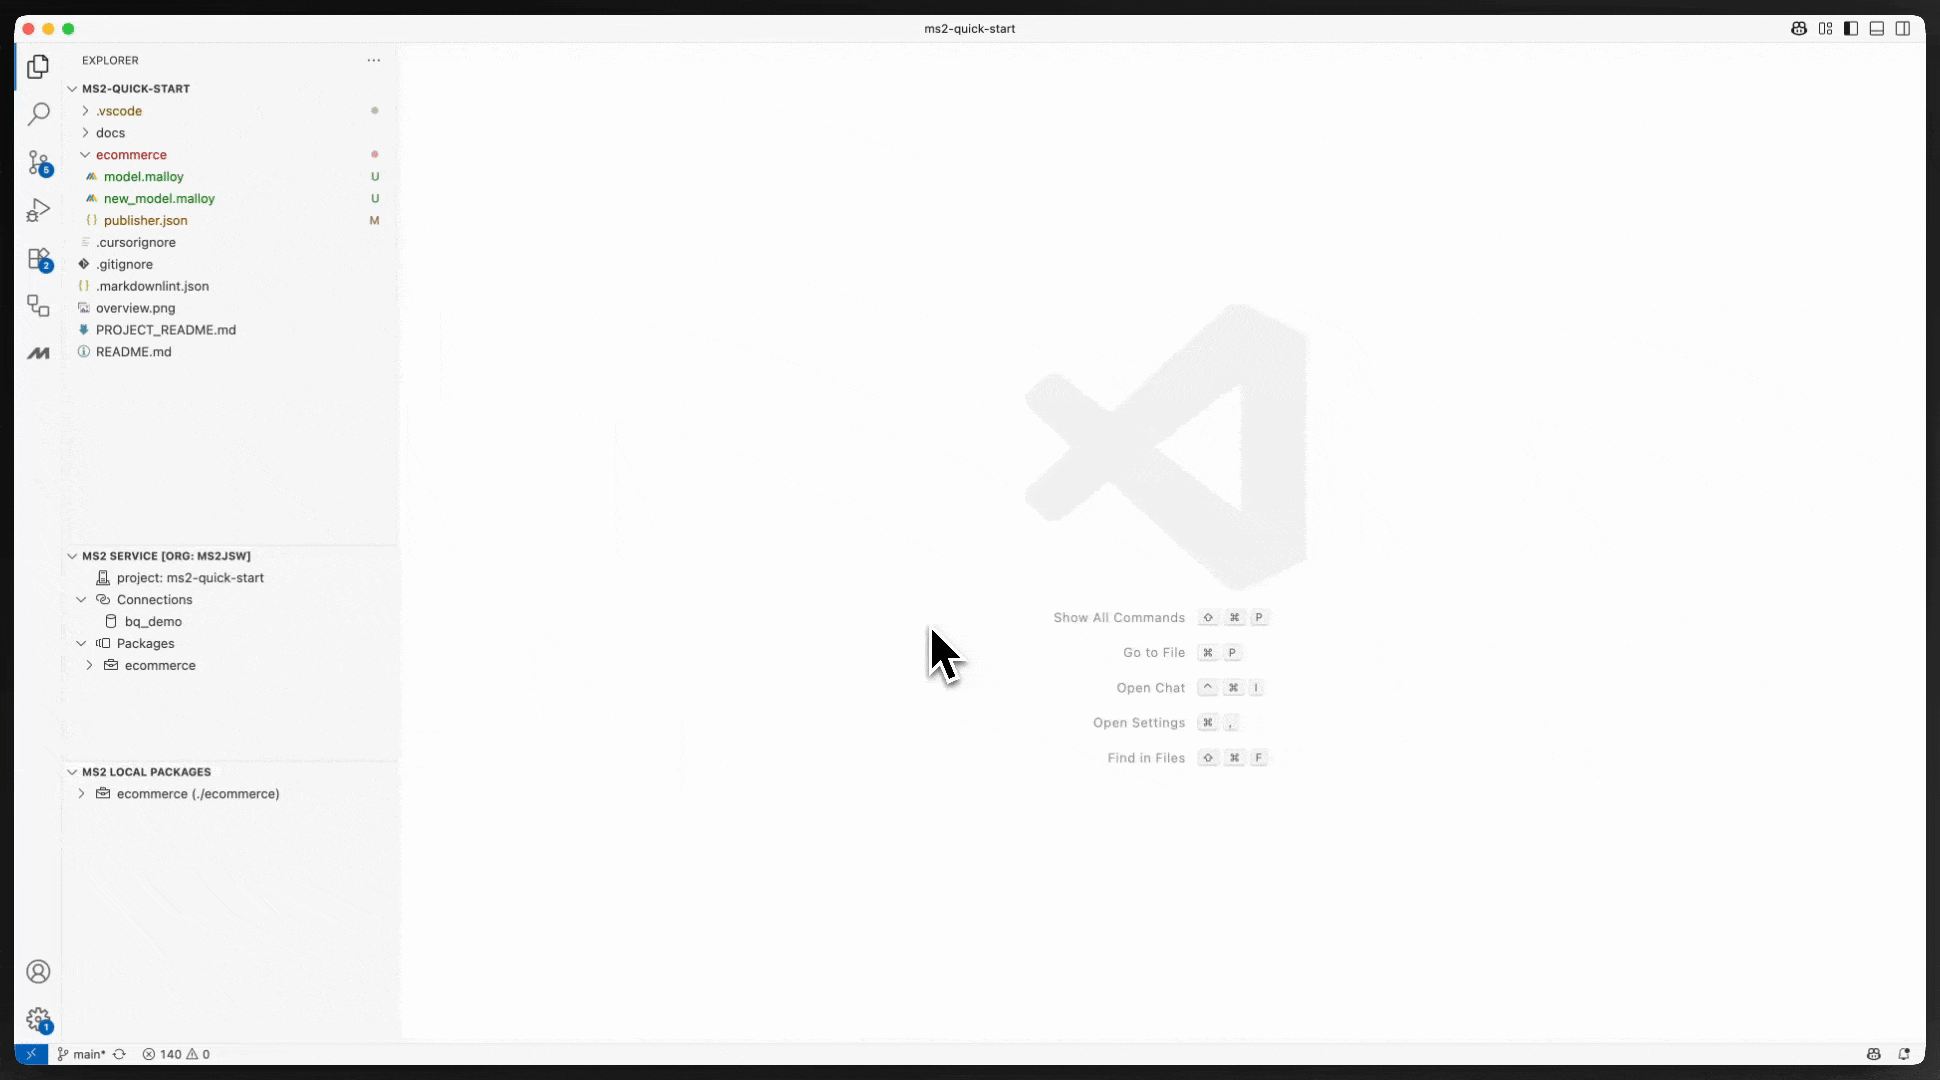 ms2-quick-start
EXPLORER
MS2-QUICK-START
.vscode
docs
ecommerce
model.malloy U
new_model.malloy U
publisher.json M
.cursorignore
.gitignore
.markdownlint.json
overview.png
PROJECT_README.md
README.md
MS2 SERVICE [ORG: MS2JSW]
project: ms2-quick-start
Connections
bq_demo
Packages
ecommerce
MS2 LOCAL PACKAGES
ecommerce (./ecommerce)
5
2
1
Show All Commands ⇧ ⌘ P
Go to File ⌘ P
Open Chat ^ ⌘ I
Open Settings ⌘ ,
Find in Files ⇧ ⌘ F
main* 140 0